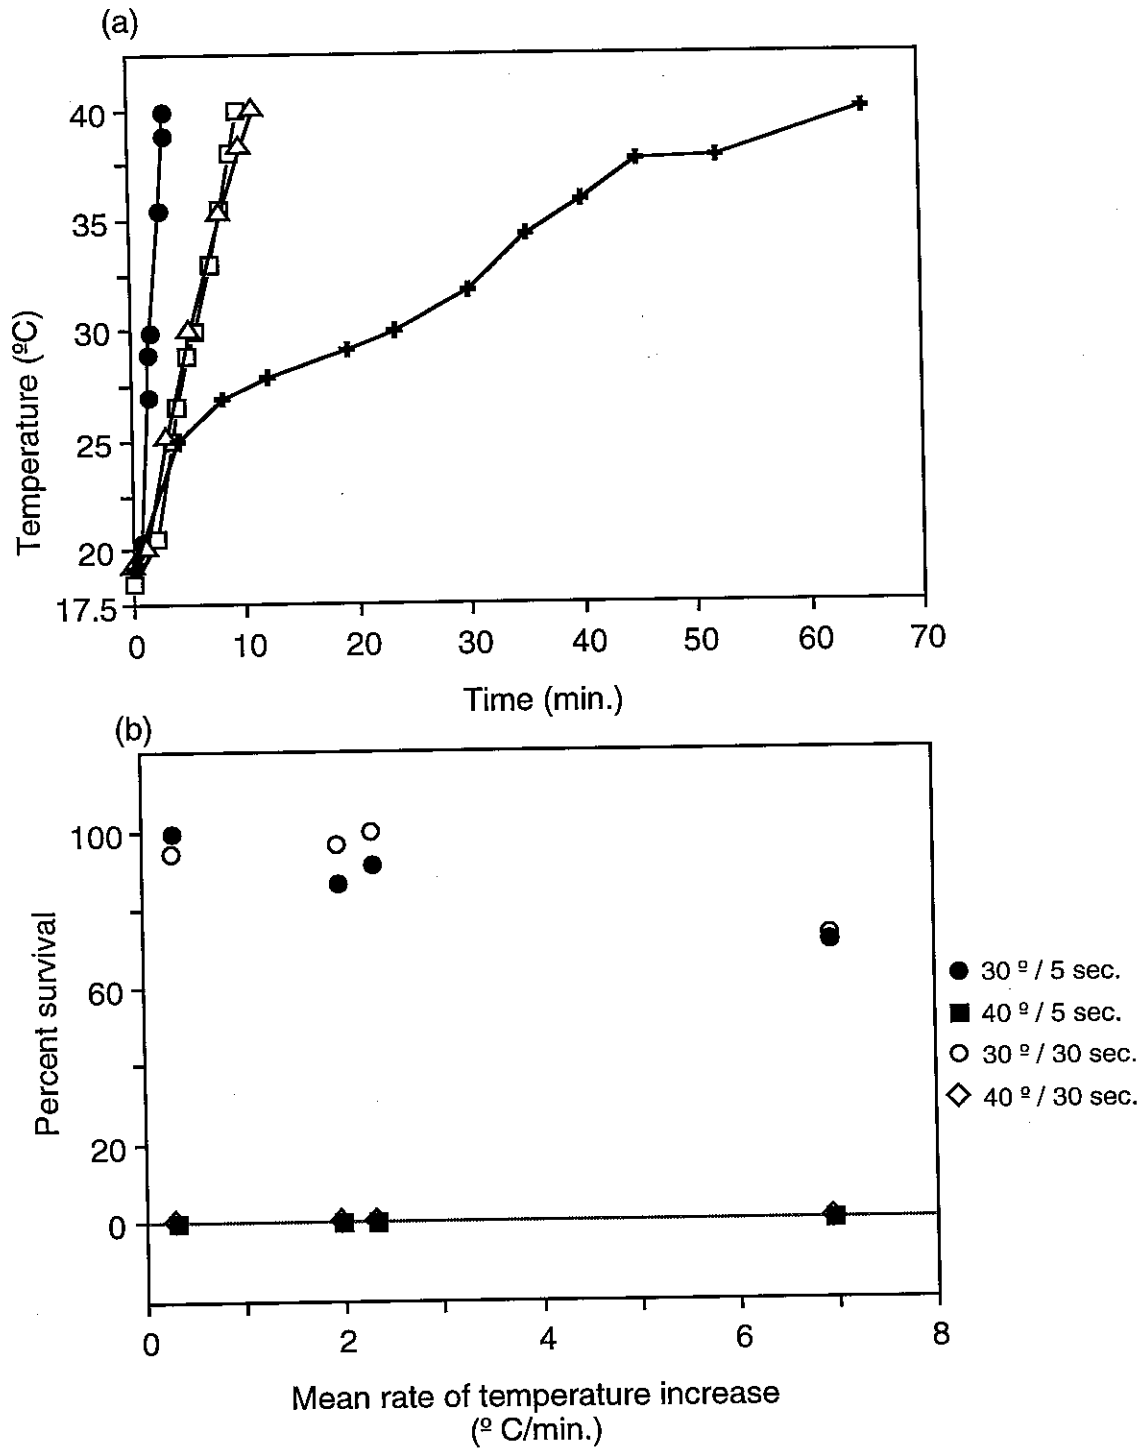 (a)
40
35
30
25
20
17.5
Temperature (ºC)
0 10 20 30 40 50 60 70
Time (min.)
(b)
100
60
20
0
Percent survival
30 º / 5 sec.
40 º / 5 sec.
30 º / 30 sec.
40 º / 30 sec.
0 2 4 6 8
Mean rate of temperature increase
(º C/min.)